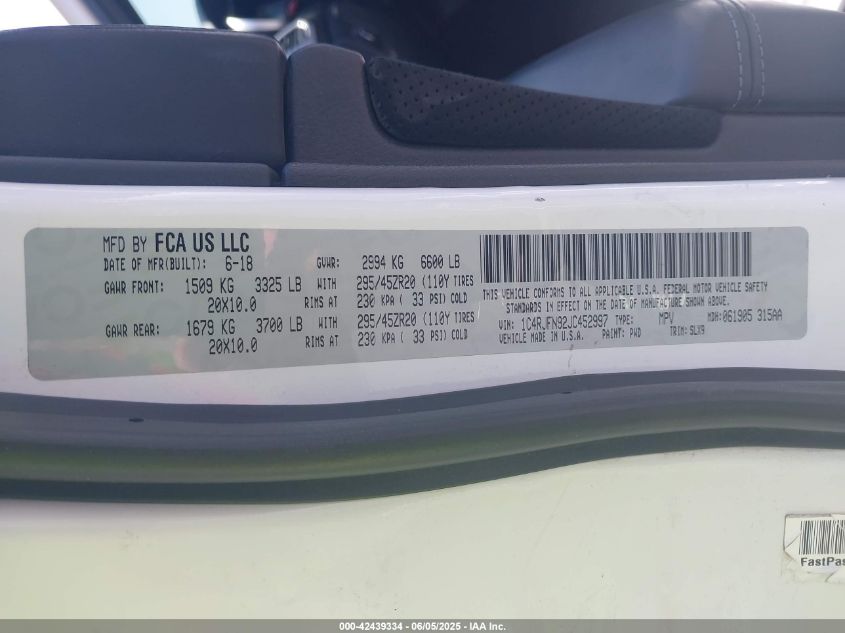 MFD BY FCA US LLC
DATE OF MFR(BUILT): 6-18 GVWR: 2994 KG 6600 LB
GAWR FRONT: 1509 KG 3325 LB WITH 295/45ZR20 (110Y TIRES
20X10.0 RIMS AT 230 KPA ( 33 PSI) COLD
GAWR REAR: 1679 KG 3700 LB WITH 295/45ZR20 (110Y TIRES
20X10.0 RIMS AT 230 KPA ( 33 PSI) COLD
THIS VEHICLE CONFORMS TO ALL APPLICABLE U.S.A. FEDERAL MOTOR VEHICLE SAFETY
STANDARDS IN EFFECT ON THE DATE OF MANUFACTURE SHOWN ABOVE.
VIN: 1C4RJFN92JC452997 TYPE: MPV MDH: 061905 315AA
VEHICLE MADE IN U.S.A. PAINT: PWD TRIM: SLX9
FastPas
000-42439334 - 06/05/2025 - IAA Inc.